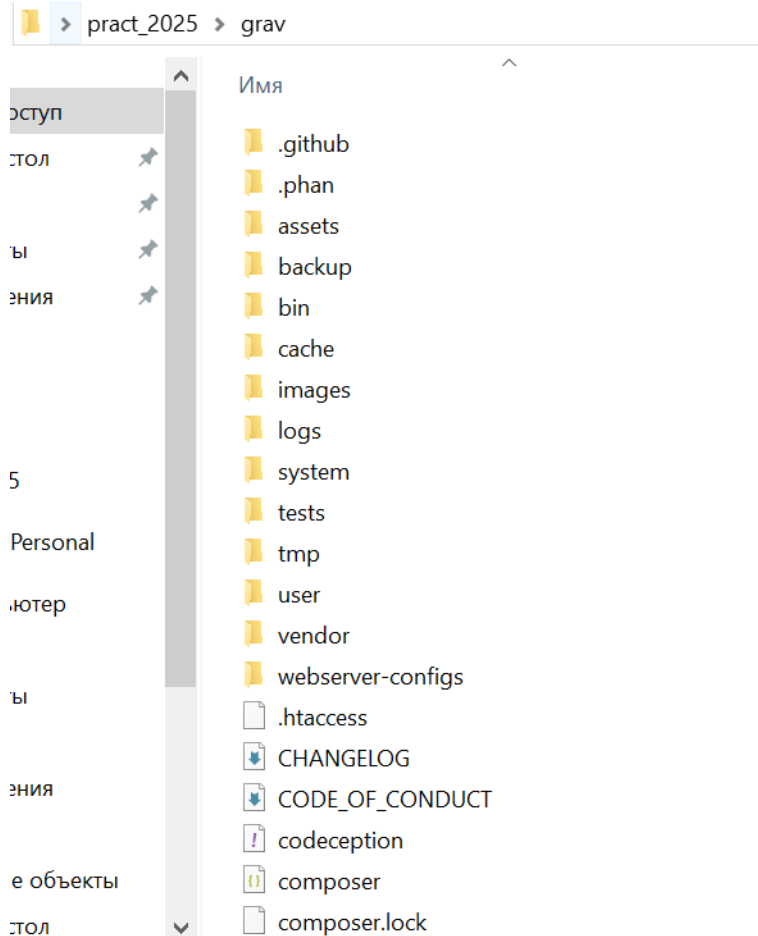 pract_2025 > grav
Имя
оступ
стол
ы
ения
5
Personal
ьютер
ы
ения
е объекты
стол
.github
.phan
assets
backup
bin
cache
images
logs
system
tests
tmp
user
vendor
webserver-configs
.htaccess
CHANGELOG
CODE_OF_CONDUCT
codeception
composer
composer.lock